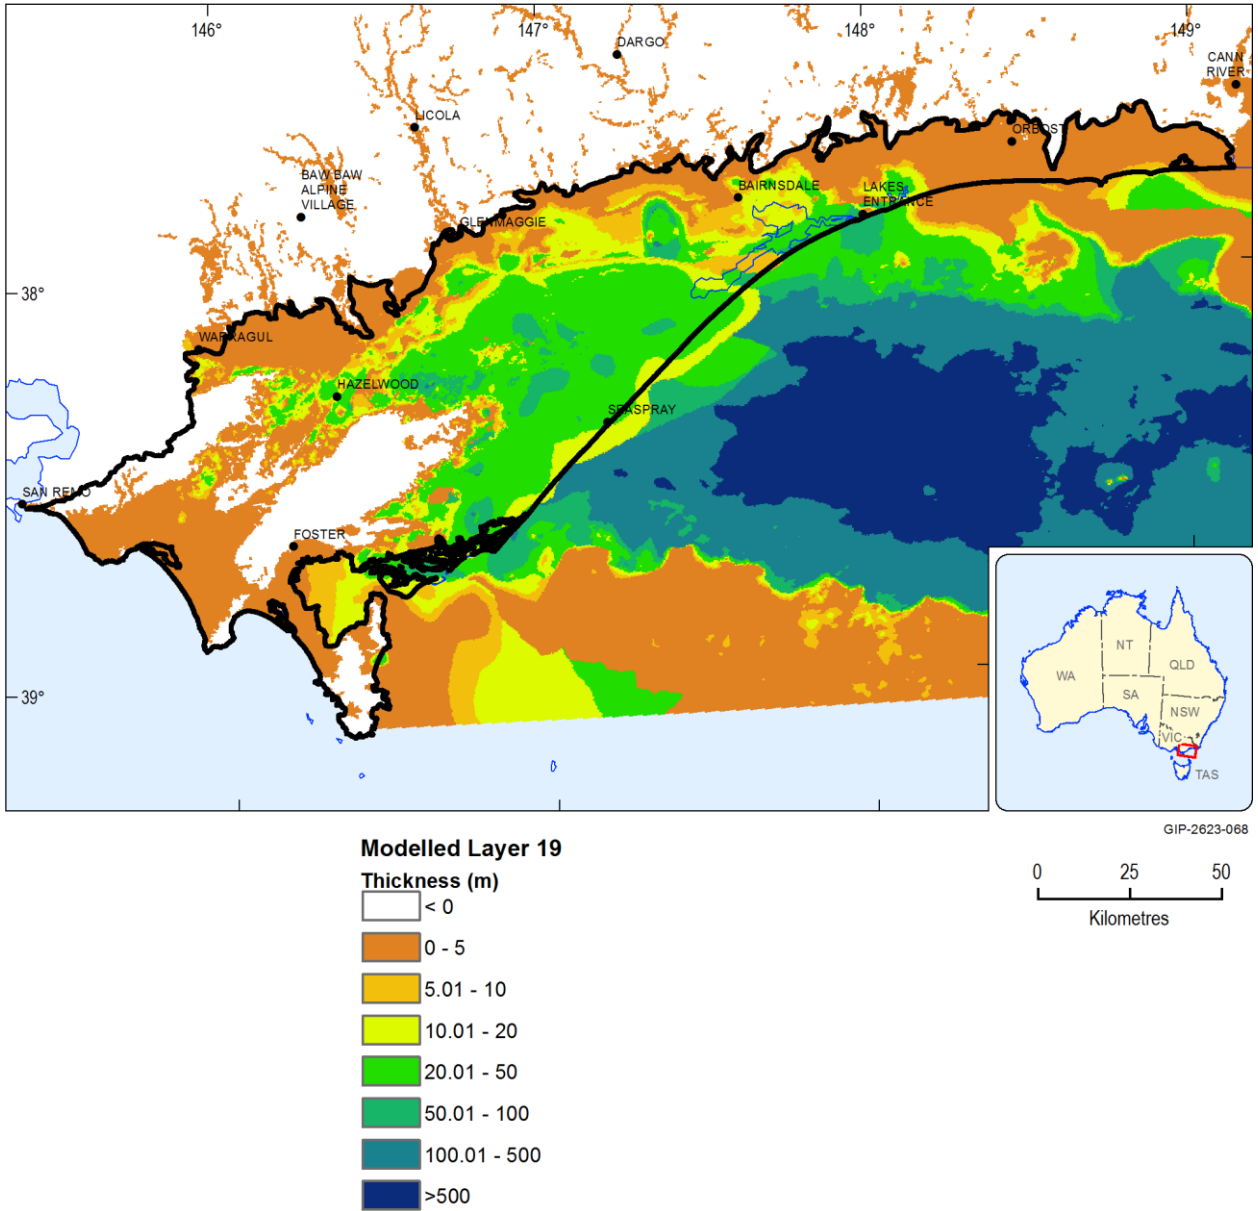 146°
147°
148°
149°
DARGO
CANN
RIVER
LICOLA
ORBOST
BAW BAW
ALPINE
VILLAGE
BAIRNSDALE
LAKES
ENTRANCE
GLENMAGGIE
38°
WARRAGUL
HAZELWOOD
SEASPRAY
SAN REMO
FOSTER
39°
NT
WA
QLD
SA
NSW
VIC
TAS
GIP-2623-068
Modelled Layer 19
Thickness (m)
< 0
0 - 5
5.01 - 10
10.01 - 20
20.01 - 50
50.01 - 100
100.01 - 500
>500
0 25 50
Kilometres